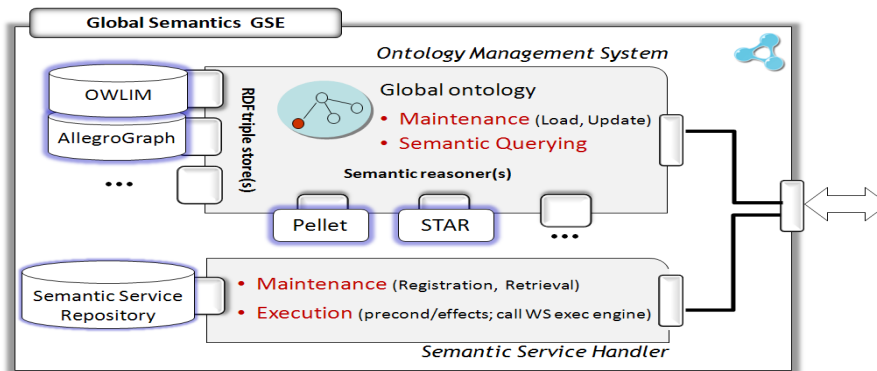 Global Semantics GSE
Ontology Management System
OWLIM
AllegroGraph
...
RDF triple store(s)
Global ontology
• Maintenance (Load, Update)
• Semantic Querying
Semantic reasoner(s)
Pellet
STAR
...
Semantic Service
Repository
• Maintenance (Registration, Retrieval)
• Execution (precond/effects; call WS exec engine)
Semantic Service Handler